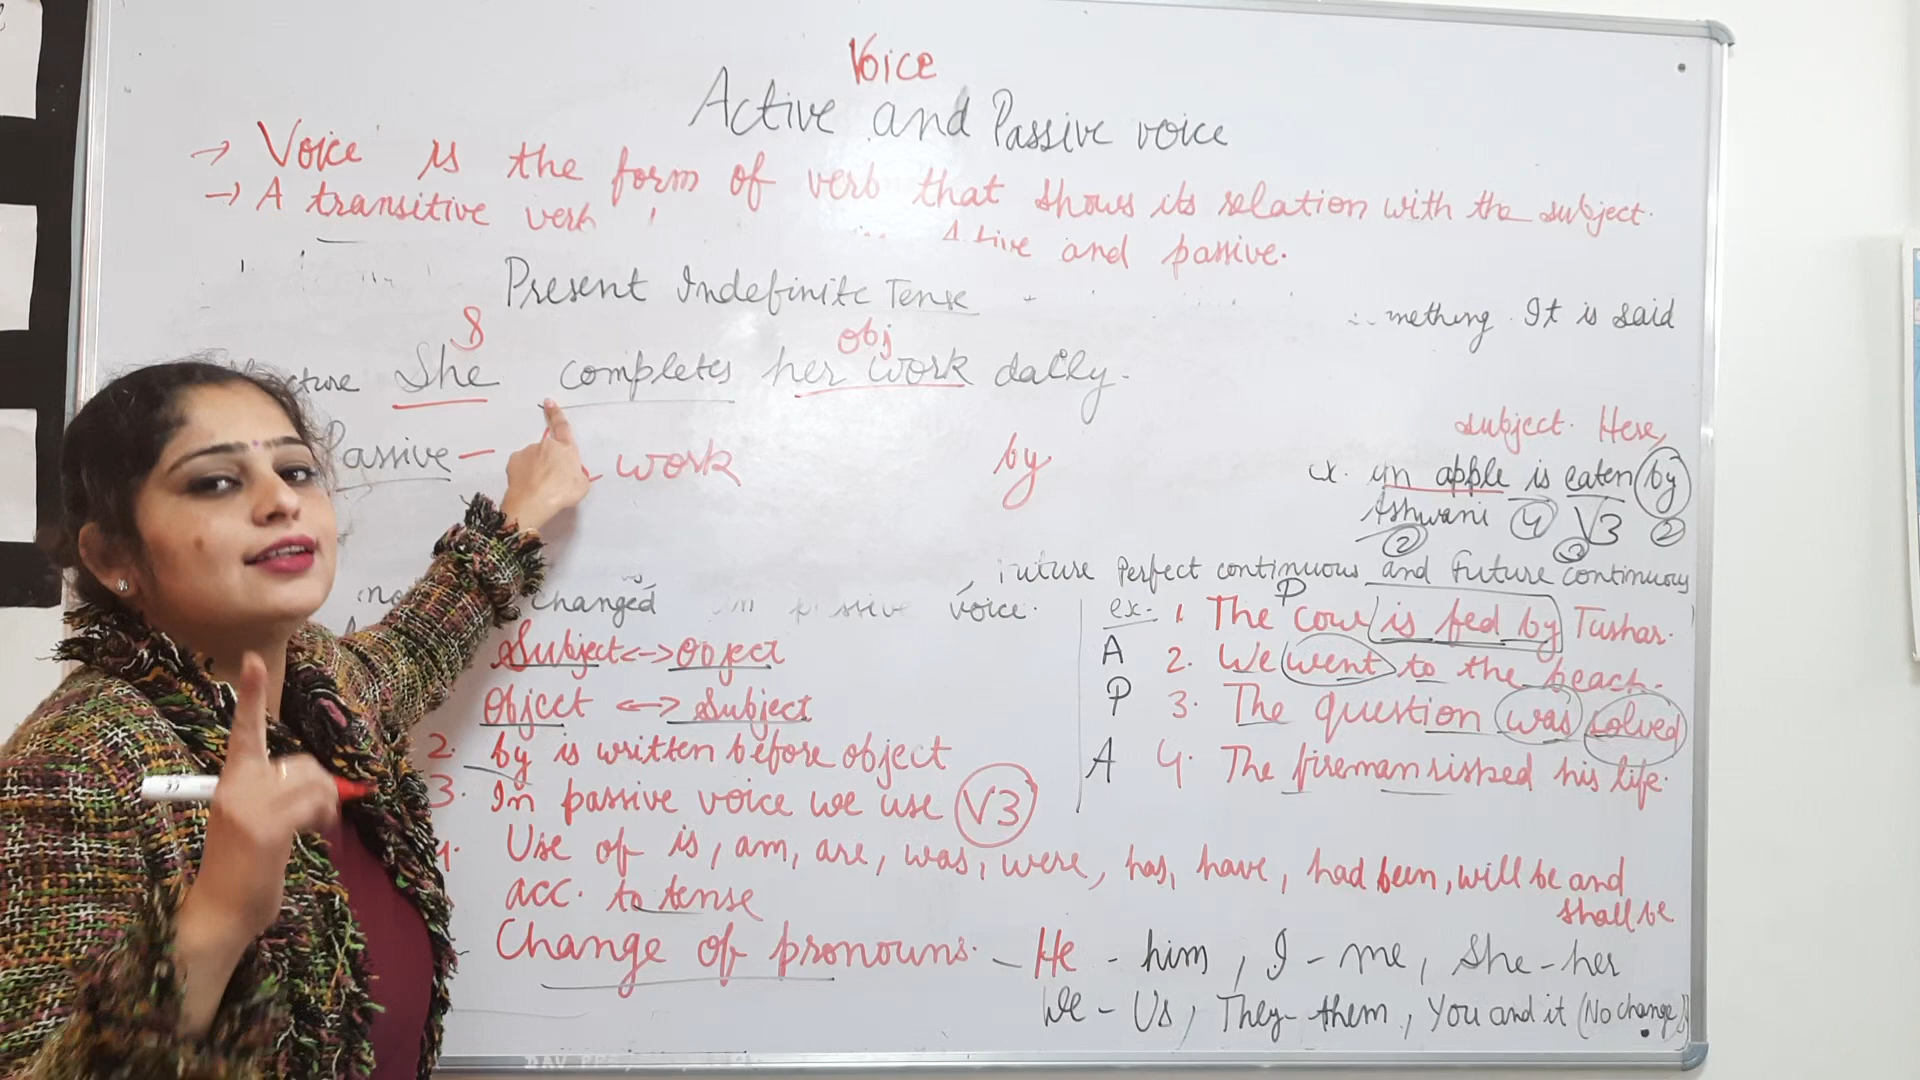 Voice
Active and Passive voice
→ Voice is the form of verb that shows its relation with the subject.
→ A transitive verb
and passive.
Present Indefinite Tense
mething. It is said
S
obj
She completes her work daily.
subject. Here,
Passive - work by
ex. an apple is eaten by
Ashwani 4 V3 2
2 3
Future Perfect continuous and Future continuous
changed in passive voice.
Subject <-> Object
Object <-> Subject
2. by is written before object
3. In passive voice we use V3
4. Use of is, am, are, was, were, has, have, had been, will be and
shall be
acc. to tense
Change of pronouns. - He - him, I - me, She - her
We - Us, They - them, You and it (No change)
P
ex:- 1. The cow is fed by Tushar.
A 2. We went to the beach.
P 3. The question was solved
A 4. The fireman risked his life.